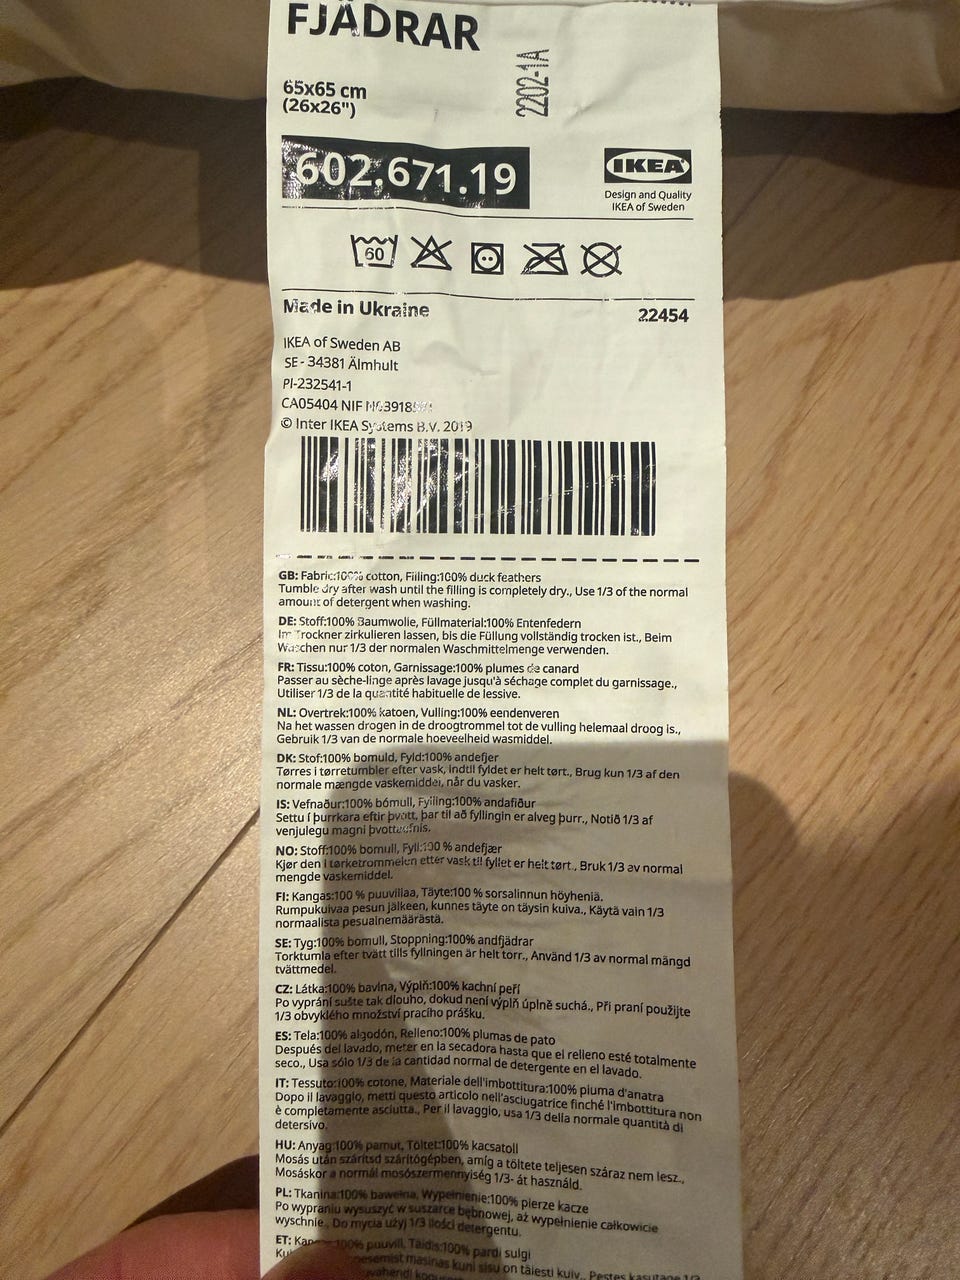 FJÄDRAR
2202-1A
65x65 cm
(26x26")
602.671.19
IKEA
Design and Quality
IKEA of Sweden
60
Made in Ukraine
22454
IKEA of Sweden AB
SE - 34381 Älmhult
PI-232541-1
CA05404 NIF
© Inter IKEA Systems B.V. 2019
GB: Fabric:100% cotton, Filling:100% duck feathers
Tumble dry after wash until the filling is completely dry., Use 1/3 of the normal
amount of detergent when washing.
DE: Stoff:100% Baumwolle, Füllmaterial:100% Entenfedern
Im Trockner zirkulieren lassen, bis die Füllung vollständig trocken ist., Beim
Waschen nur 1/3 der normalen Waschmittelmenge verwenden.
FR: Tissu:100% coton, Garnissage:100% plumes de canard
Passer au sèche-linge après lavage jusqu'à séchage complet du garnissage.,
Utiliser 1/3 de la quantité habituelle de lessive.
NL: Overtrek:100% katoen, Vulling:100% eendenveren
Na het wassen drogen in de droogtrommel tot de vulling helemaal droog is.,
Gebruik 1/3 van de normale hoeveelheid wasmiddel.
DK: Stof:100% bomuld, Fyld:100% andefjer
Tørres i tørretumbler efter vask, indtil fyldet er helt tørt., Brug kun 1/3 af den
normale mængde vaskemiddel, når du vasker.
IS: Vefnaður:100% bómull, Fylling:100% andafiður
Settu í þurrkara eftir þvott, þar til að fyllingin er alveg þurr., Notið 1/3 af
venjulegu magni þvottaefnis.
NO: Stoff:100% bomull, Fyll:100 % andefjær
Kjør den i tørketrommelen etter vask til fyllet er helt tørt., Bruk 1/3 av normal
mengde vaskemiddel.
FI: Kangas:100 % puuvillaa, Täyte:100 % sorsalinnun höyheniä.
Rumpukuivaa pesun jälkeen, kunnes täyte on täysin kuiva., Käytä vain 1/3
normaalista pesuainemäärästä.
SE: Tyg:100% bomull, Stoppning:100% andfjädrar
Torktumla efter tvätt tills fyllningen är helt torr., Använd 1/3 av normal mängd
tvättmedel.
CZ: Látka:100% bavlna, Výplň:100% kachní peří
Po vyprání sušte tak dlouho, dokud není výplň úplně suchá., Při praní použijte
1/3 obvyklého množství pracího prášku.
ES: Tela:100% algodón, Relleno:100% plumas de pato
Después del lavado, meter en la secadora hasta que el relleno esté totalmente
seco., Usa sólo 1/3 de la cantidad normal de detergente en el lavado.
IT: Tessuto:100% cotone, Materiale dell'imbottitura:100% piuma d'anatra
Dopo il lavaggio, metti questo articolo nell'asciugatrice finché l'imbottitura non
è completamente asciutta., Per il lavaggio, usa 1/3 della normale quantità di
detersivo.
HU: Anyag:100% pamut, Töltet:100% kacsatoll
Mosás után szárítsd szárítógépben, amíg a töltete teljesen száraz nem lesz.,
Mosáskor a normál mosószermennyiség 1/3- át használd.
PL: Tkanina:100% bawełna, Wypełnienie:100% pierze kacze
Po wypraniu wysuszyć w suszarce bębnowej, aż wypełnienie całkowicie
wyschnie., Do mycia użyj 1/3 ilości detergentu.
ET: 100% puuvill, Täidis:100% pardi suled
masinas kuni sisu on täiesti kuiv., Pestes kasutage 1/3